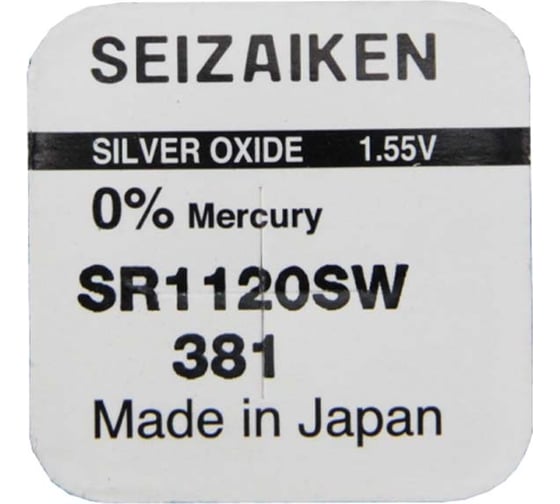 SEIZAIKEN
SILVER OXIDE 1.55V
0% Mercury
SR1120SW
381
Made in Japan